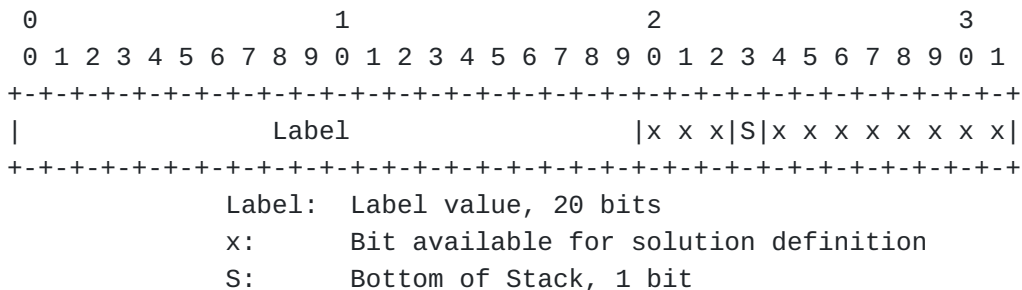 0                   1                   2                   3
 0 1 2 3 4 5 6 7 8 9 0 1 2 3 4 5 6 7 8 9 0 1 2 3 4 5 6 7 8 9 0 1
+-+-+-+-+-+-+-+-+-+-+-+-+-+-+-+-+-+-+-+-+-+-+-+-+-+-+-+-+-+-+-+-+
|                Label                  |x x x|S|x x x x x x x x|
+-+-+-+-+-+-+-+-+-+-+-+-+-+-+-+-+-+-+-+-+-+-+-+-+-+-+-+-+-+-+-+-+
              Label:  Label value, 20 bits
              x:      Bit available for solution definition
              S:      Bottom of Stack, 1 bit